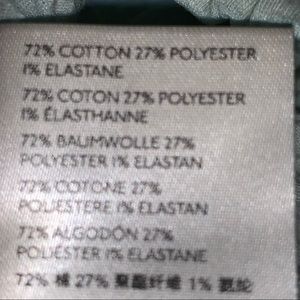 72% COTTON 27% POLYESTER
1% ELASTANE
72% COTON 27% POLYESTER
1% ÉLASTHANNE
72% BAUMWOLLE 27%
POLYESTER 1% ELASTAN
72% COTONE 27%
POLIESTERE 1% ELASTAN
72% ALGODÓN 27%
POLIÉSTER 1% ELASTANE
72% 棉 27% 聚酯纤维 1% 氨纶